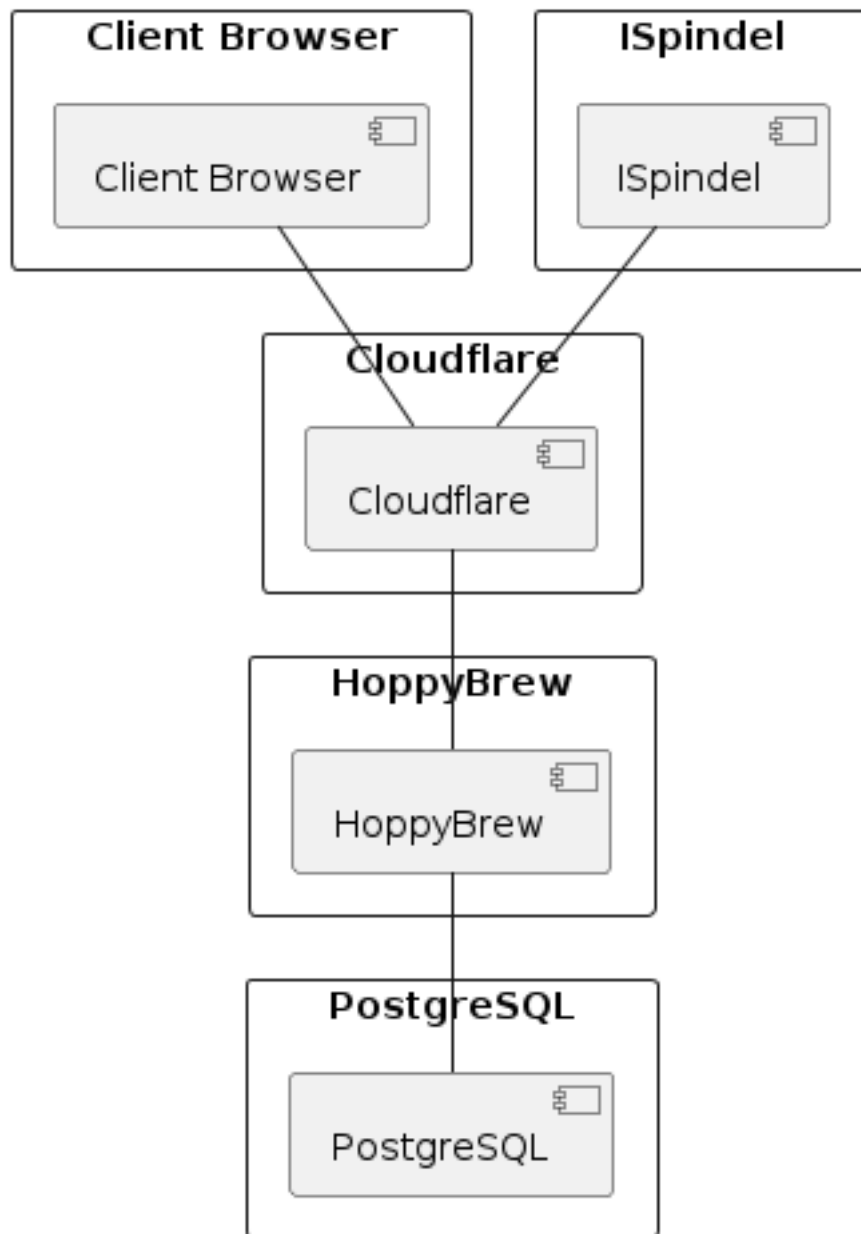 Client Browser
ISpindel
Client Browser
ISpindel
Cloudflare
Cloudflare
HoppyBrew
HoppyBrew
PostgreSQL
PostgreSQL